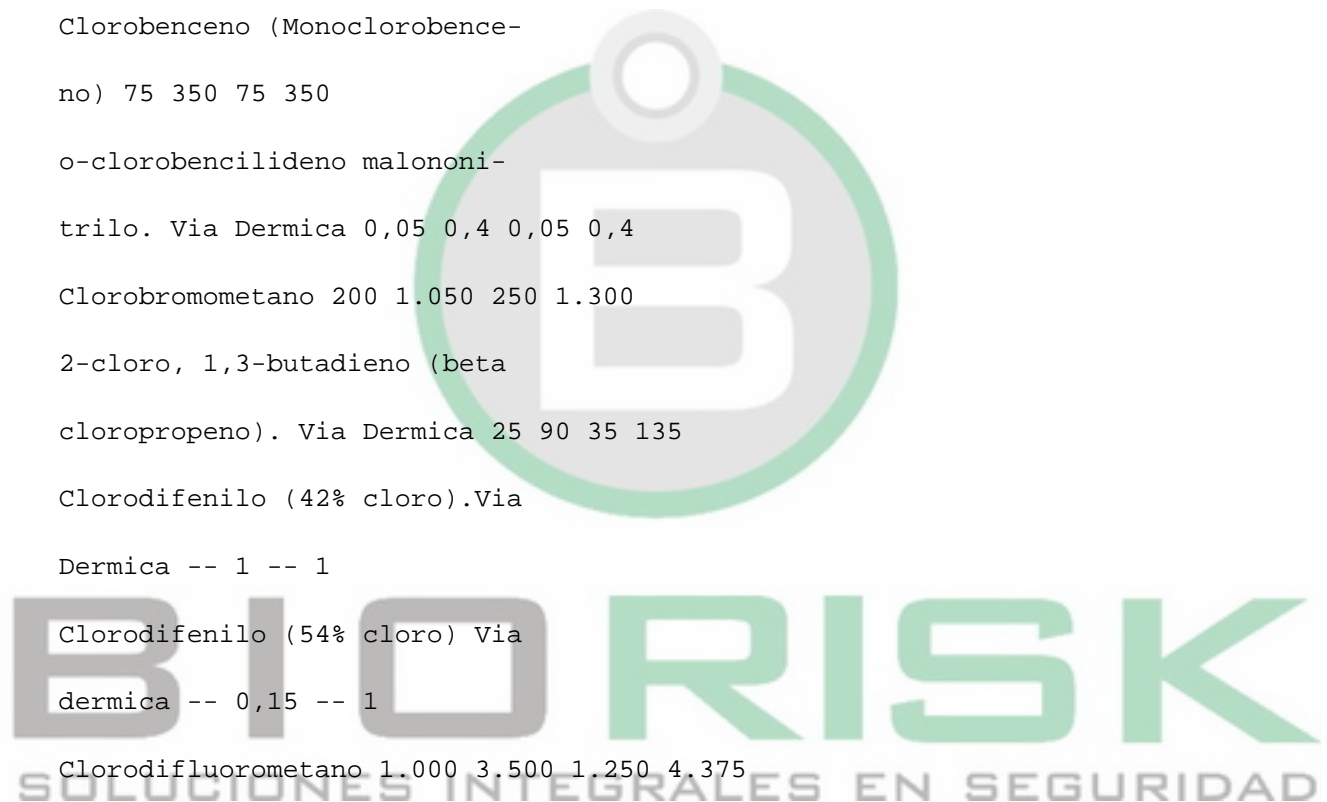 Clorobenceno (Monoclorobence-
no) 75 350 75 350
o-clorobencilideno malononi-
trilo. Via Dermica 0,05 0,4 0,05 0,4
Clorobromometano 200 1.050 250 1.300
2-cloro, 1,3-butadieno (beta
cloropropeno). Via Dermica 25 90 35 135
Clorodifenilo (42% cloro).Via
Dermica -- 1 -- 1
Clorodifenilo (54% cloro) Via
dermica -- 0,15 -- 1
Clorodifluorometano 1.000 3.500 1.250 4.375
B
BIORISK
SOLUCIONES INTEGRALES EN SEGURIDAD